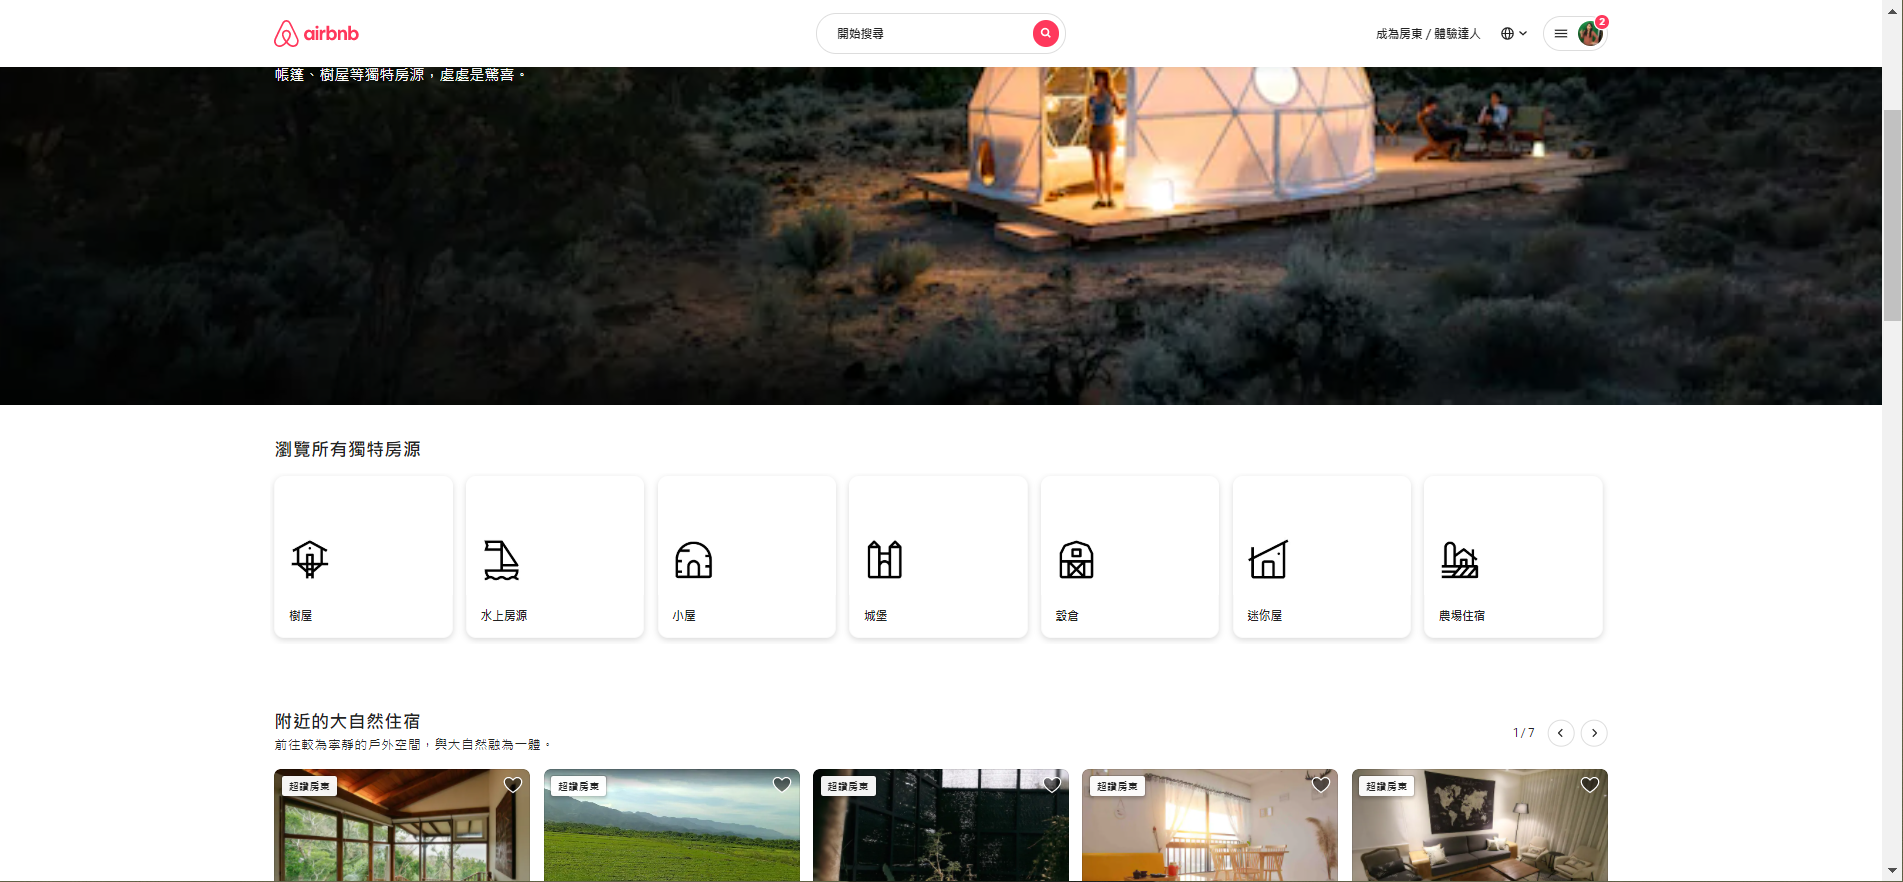 airbnb
開始搜尋
成為房東 / 體驗達人
2
帳篷、樹屋等獨特房源，處處是驚喜。
瀏覽所有獨特房源
樹屋
水上房源
小屋
城堡
穀倉
迷你屋
農場住宿
附近的大自然住宿
前往較為寧靜的戶外空間，與大自然融為一體。
1 / 7
超讚房東
超讚房東
超讚房東
超讚房東
超讚房東